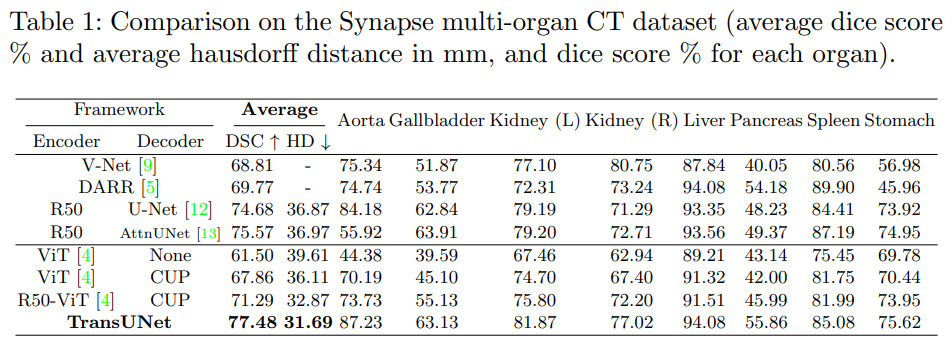 Table 1: Comparison on the Synapse multi-organ CT dataset (average dice score
% and average hausdorff distance in mm, and dice score % for each organ).
Framework Average Aorta Gallbladder Kidney (L) Kidney (R) Liver Pancreas Spleen Stomach
Encoder Decoder DSC ↑ HD ↓
V-Net [9] 68.81 - 75.34 51.87 77.10 80.75 87.84 40.05 80.56 56.98
DARR [5] 69.77 - 74.74 53.77 72.31 73.24 94.08 54.18 89.90 45.96
R50 U-Net [12] 74.68 36.87 84.18 62.84 79.19 71.29 93.35 48.23 84.41 73.92
R50 AttnUNet [13] 75.57 36.97 55.92 63.91 79.20 72.71 93.56 49.37 87.19 74.95
ViT [4] None 61.50 39.61 44.38 39.59 67.46 62.94 89.21 43.14 75.45 69.78
ViT [4] CUP 67.86 36.11 70.19 45.10 74.70 67.40 91.32 42.00 81.75 70.44
R50-ViT [4] CUP 71.29 32.87 73.73 55.13 75.80 72.20 91.51 45.99 81.99 73.95
TransUNet 77.48 31.69 87.23 63.13 81.87 77.02 94.08 55.86 85.08 75.62